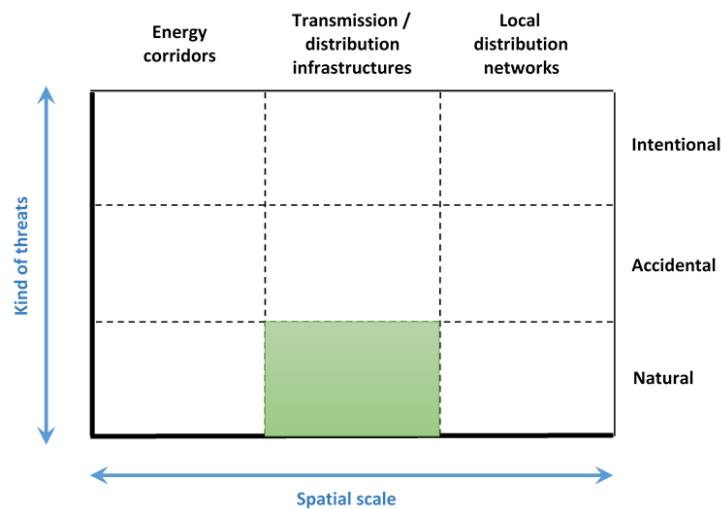 Energy
corridors
Transmission /
distribution
infrastructures
Local
distribution
networks
Kind of threats
Intentional
Accidental
Natural
Spatial scale